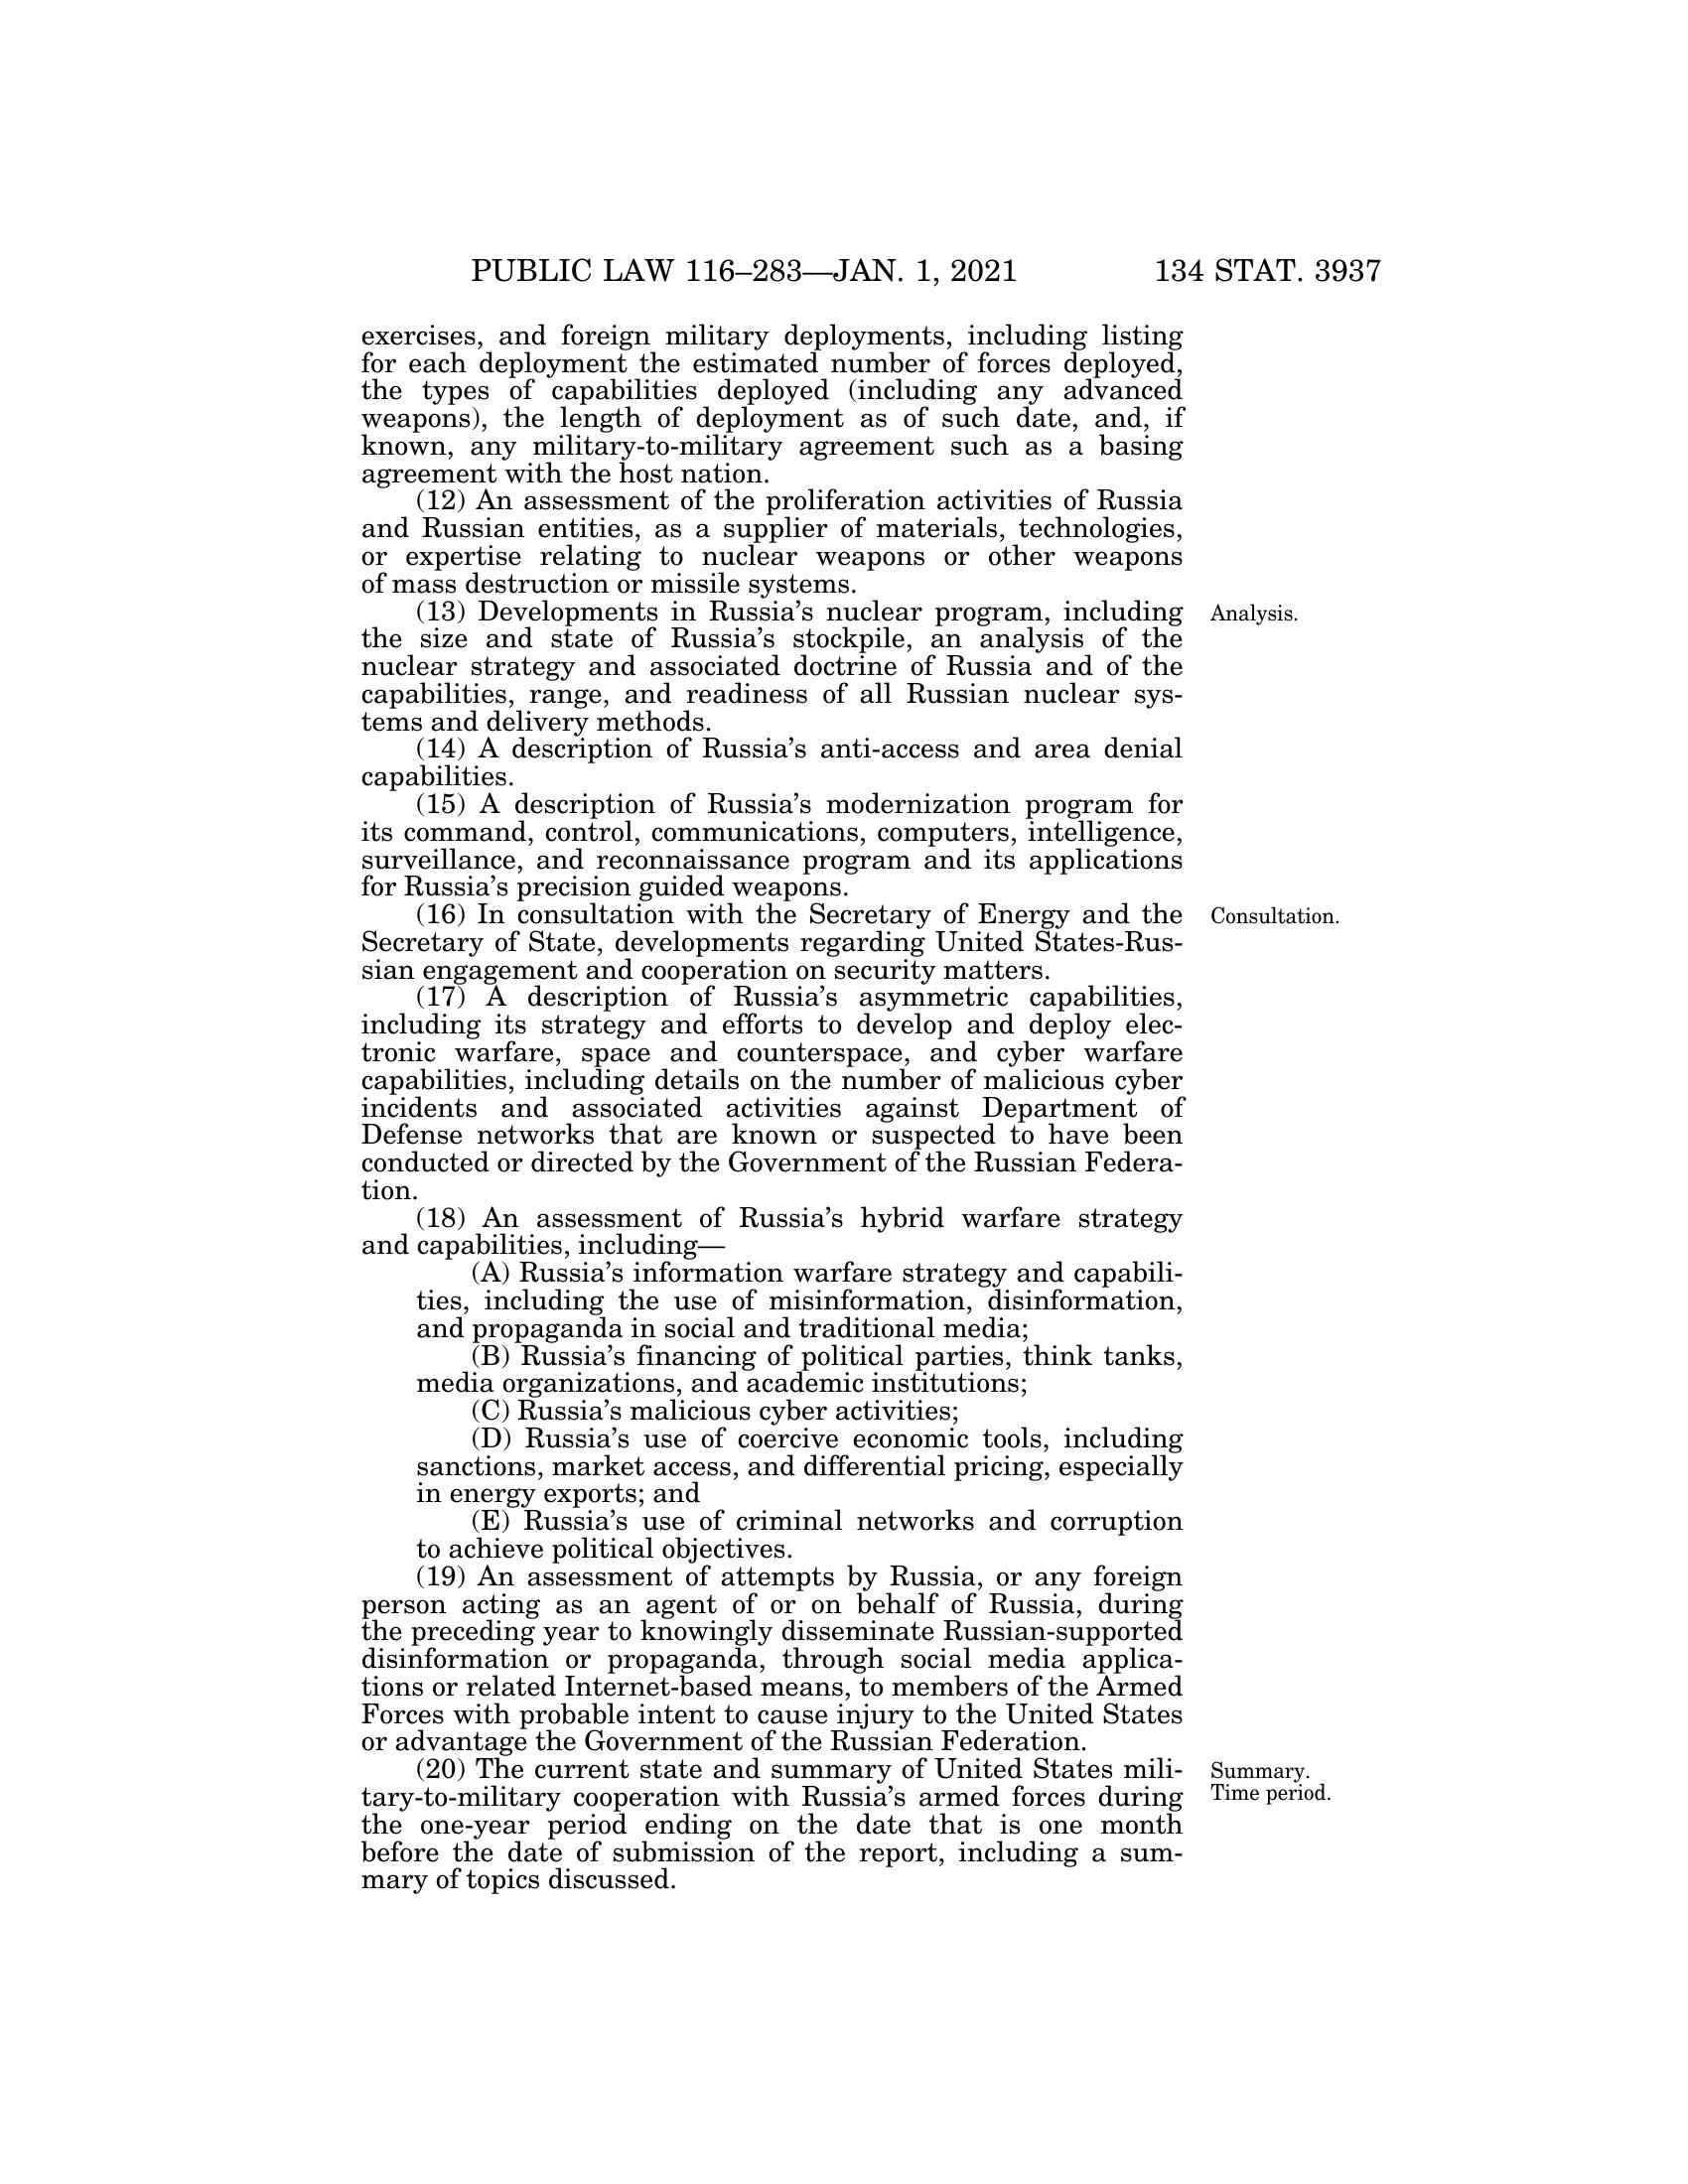 PUBLIC LAW 116–283—JAN. 1, 2021 134 STAT. 3937
exercises, and foreign military deployments, including listing
for each deployment the estimated number of forces deployed,
the types of capabilities deployed (including any advanced
weapons), the length of deployment as of such date, and, if
known, any military-to-military agreement such as a basing
agreement with the host nation.
(12) An assessment of the proliferation activities of Russia
and Russian entities, as a supplier of materials, technologies,
or expertise relating to nuclear weapons or other weapons
of mass destruction or missile systems.
(13) Developments in Russia’s nuclear program, including
Analysis.
the size and state of Russia’s stockpile, an analysis of the
nuclear strategy and associated doctrine of Russia and of the
capabilities, range, and readiness of all Russian nuclear sys-
tems and delivery methods.
(14) A description of Russia’s anti-access and area denial
capabilities.
(15) A description of Russia’s modernization program for
its command, control, communications, computers, intelligence,
surveillance, and reconnaissance program and its applications
for Russia’s precision guided weapons.
(16) In consultation with the Secretary of Energy and the
Consultation.
Secretary of State, developments regarding United States-Rus-
sian engagement and cooperation on security matters.
(17) A description of Russia’s asymmetric capabilities,
including its strategy and efforts to develop and deploy elec-
tronic warfare, space and counterspace, and cyber warfare
capabilities, including details on the number of malicious cyber
incidents and associated activities against Department of
Defense networks that are known or suspected to have been
conducted or directed by the Government of the Russian Federa-
tion.
(18) An assessment of Russia’s hybrid warfare strategy
and capabilities, including—
(A) Russia’s information warfare strategy and capabili-
ties, including the use of misinformation, disinformation,
and propaganda in social and traditional media;
(B) Russia’s financing of political parties, think tanks,
media organizations, and academic institutions;
(C) Russia’s malicious cyber activities;
(D) Russia’s use of coercive economic tools, including
sanctions, market access, and differential pricing, especially
in energy exports; and
(E) Russia’s use of criminal networks and corruption
to achieve political objectives.
(19) An assessment of attempts by Russia, or any foreign
person acting as an agent of or on behalf of Russia, during
the preceding year to knowingly disseminate Russian-supported
disinformation or propaganda, through social media applica-
tions or related Internet-based means, to members of the Armed
Forces with probable intent to cause injury to the United States
or advantage the Government of the Russian Federation.
(20) The current state and summary of United States mili-
Summary.
tary-to-military cooperation with Russia’s armed forces during
Time period.
the one-year period ending on the date that is one month
before the date of submission of the report, including a sum-
mary of topics discussed.